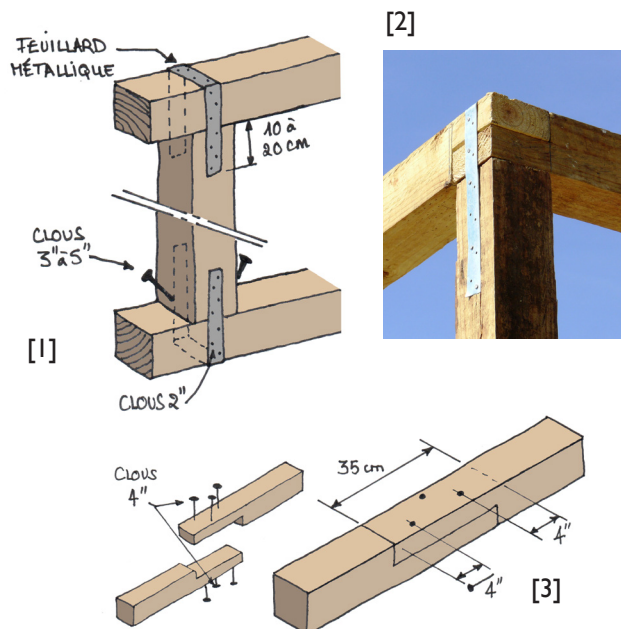 FEUILLARD
MÉTALLIQUE
10 à
20 cm
CLOUS
3" à 5"
[1]
CLOUS 2"
[2]
CLOUS
4"
35 cm
4"
4"
[3]